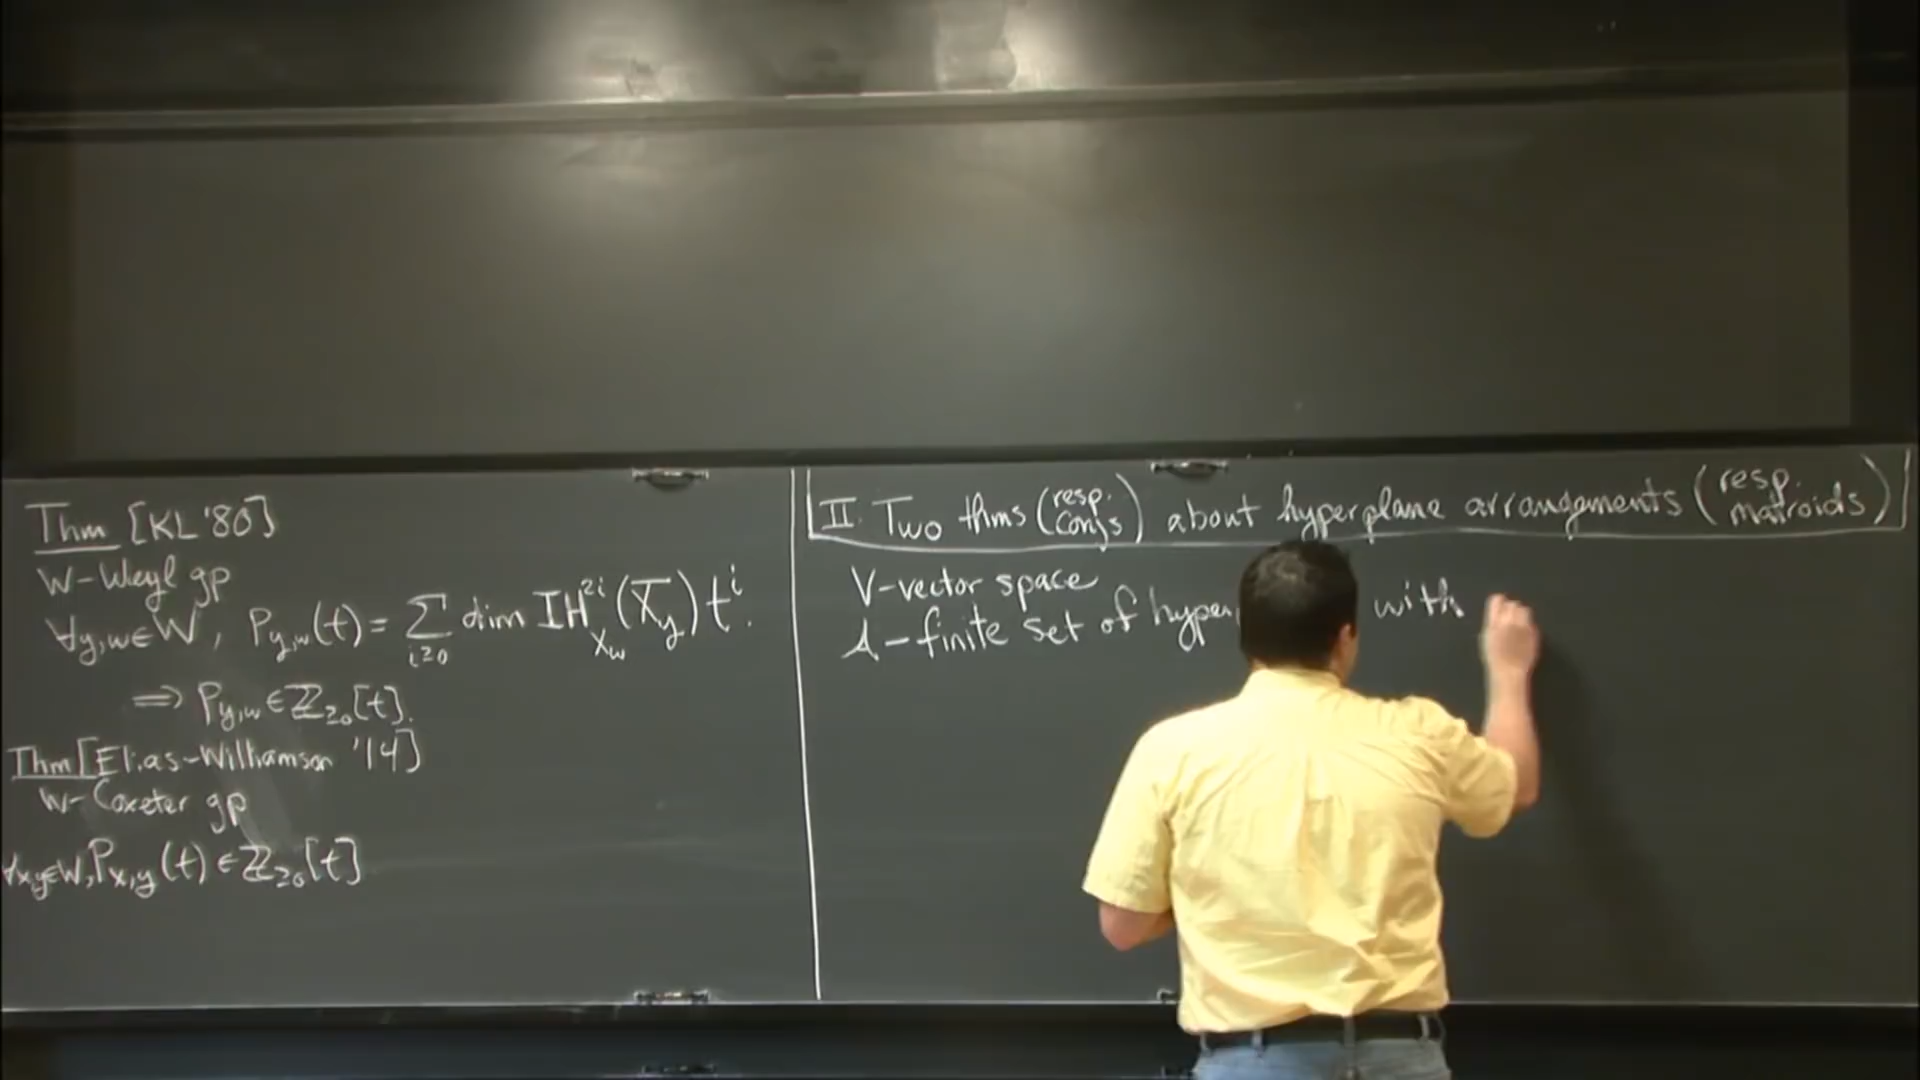 Thm [KL '80]
W-Weyl gp
∀y,w∈W, P_{y,w}(t) = ∑_{i≥0} dim IH^{2i}_{X_w}(X̅_y) t^i.
⇒ P_{y,w} ∈ ℤ_{≥0}[t].
Thm [Elias-Williamson '14]
W-Coxeter gp
∀x,y∈W, P_{x,y}(t) ∈ ℤ_{≥0}[t]
II. Two thms (resp. conjs) about hyperplane arrangements (resp. matroids)
V-vector space
A-finite set of hyper with